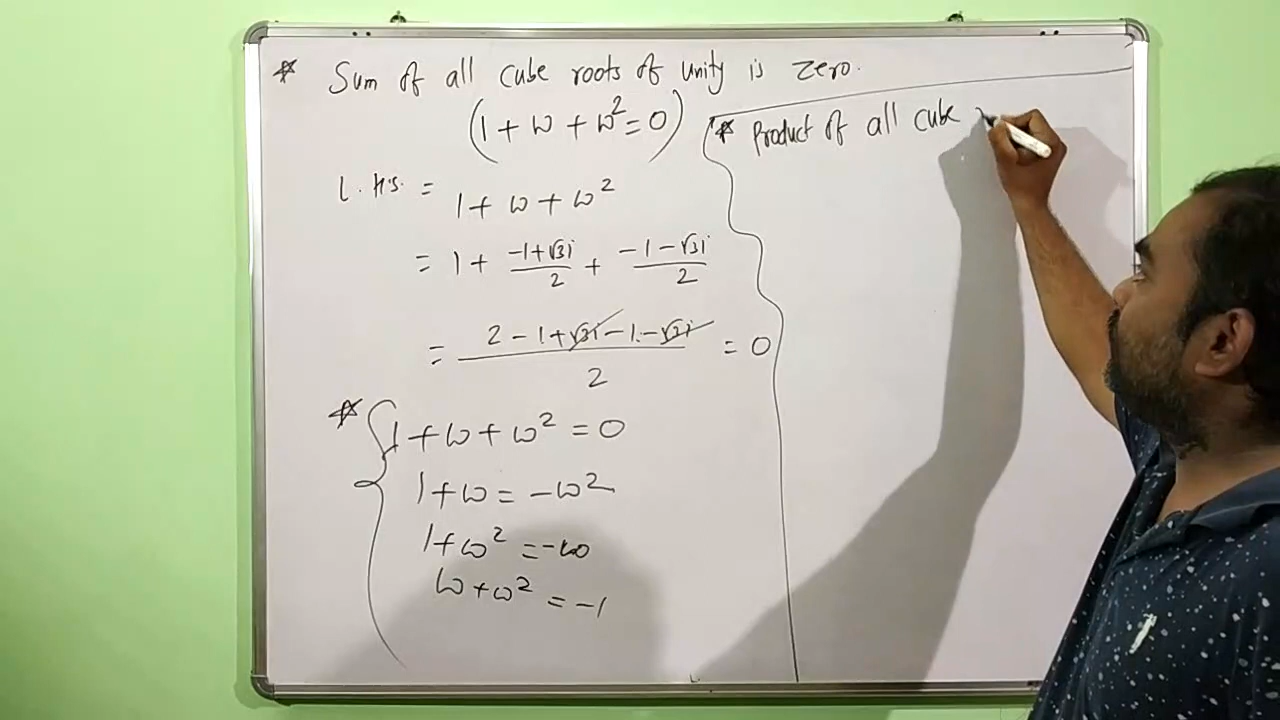 * Sum of all cube roots of unity is zero.
(1 + ω + ω² = 0)
L.H.S. = 1 + ω + ω²
= 1 + (-1+√3i)/2 + (-1-√3i)/2
= (2 - 1 + √3i - 1 - √3i)/2 = 0
* 1 + ω + ω² = 0
1 + ω = -ω²
1 + ω² = -ω
ω + ω² = -1
* Product of all cube